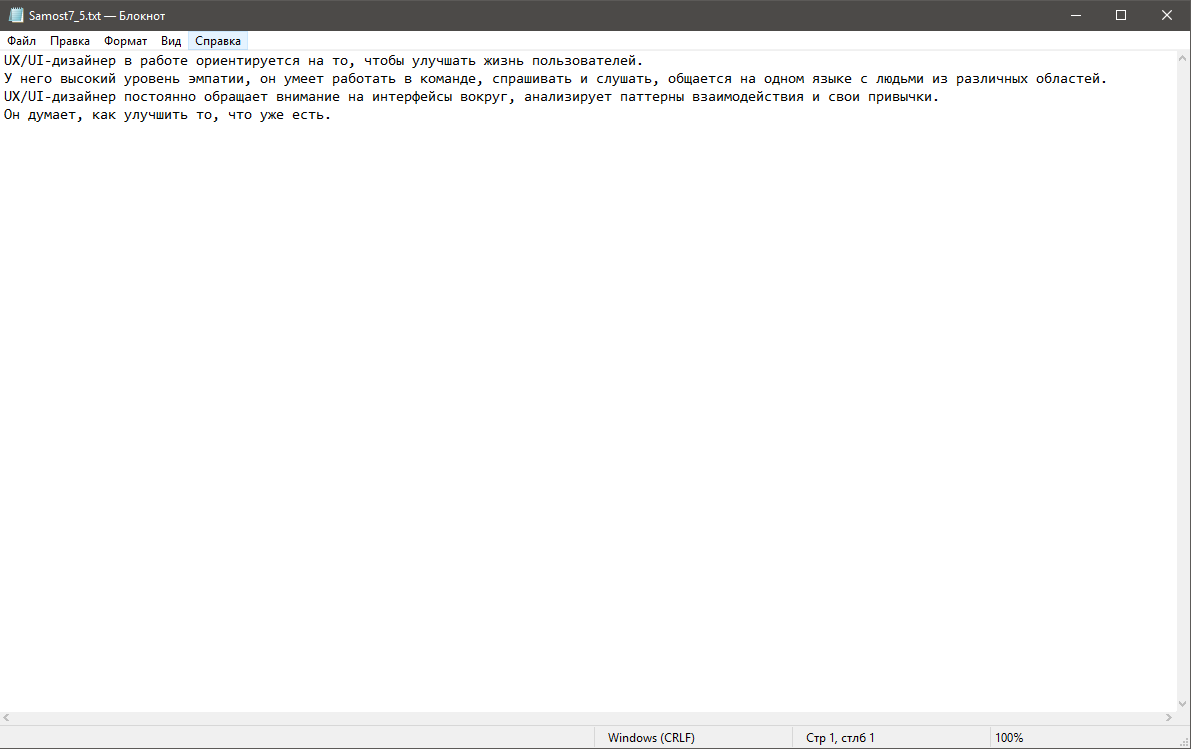 Samost7_5.txt — Блокнот
Файл Правка Формат Вид Справка
UX/UI-дизайнер в работе ориентируется на то, чтобы улучшать жизнь пользователей.
У него высокий уровень эмпатии, он умеет работать в команде, спрашивать и слушать, общается на одном языке с людьми из различных областей.
UX/UI-дизайнер постоянно обращает внимание на интерфейсы вокруг, анализирует паттерны взаимодействия и свои привычки.
Он думает, как улучшить то, что уже есть.
Windows (CRLF) Стр 1, стлб 1 100%